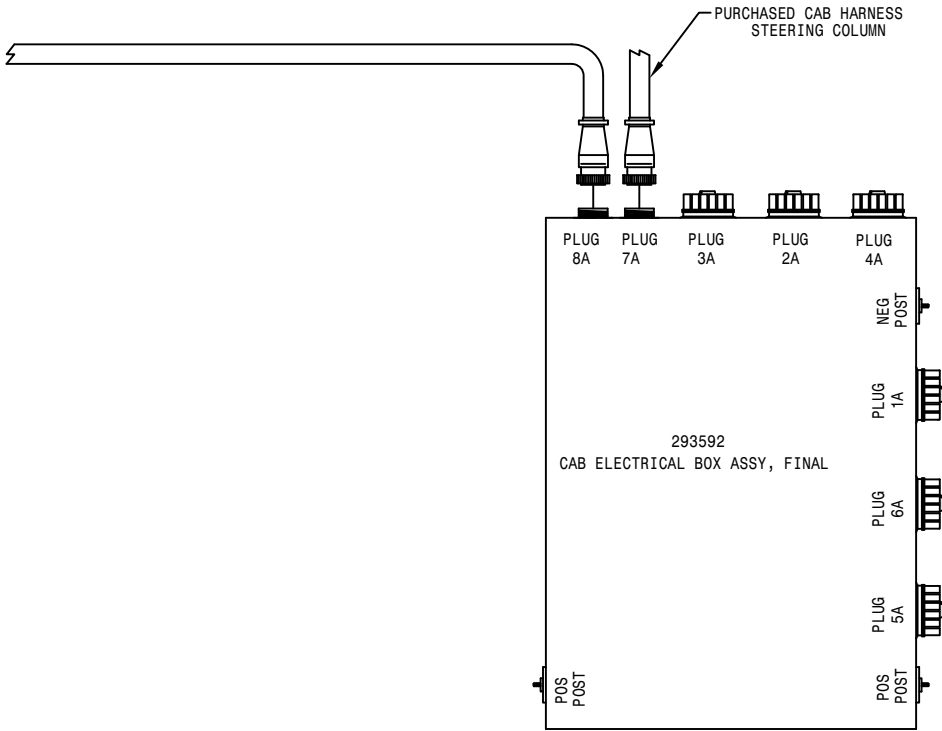 PURCHASED CAB HARNESS
STEERING COLUMN
PLUG
8A
PLUG
7A
PLUG
3A
PLUG
2A
PLUG
4A
NEG
POST
PLUG
1A
293592
CAB ELECTRICAL BOX ASSY, FINAL
PLUG
6A
PLUG
5A
POS
POST
POS
POST